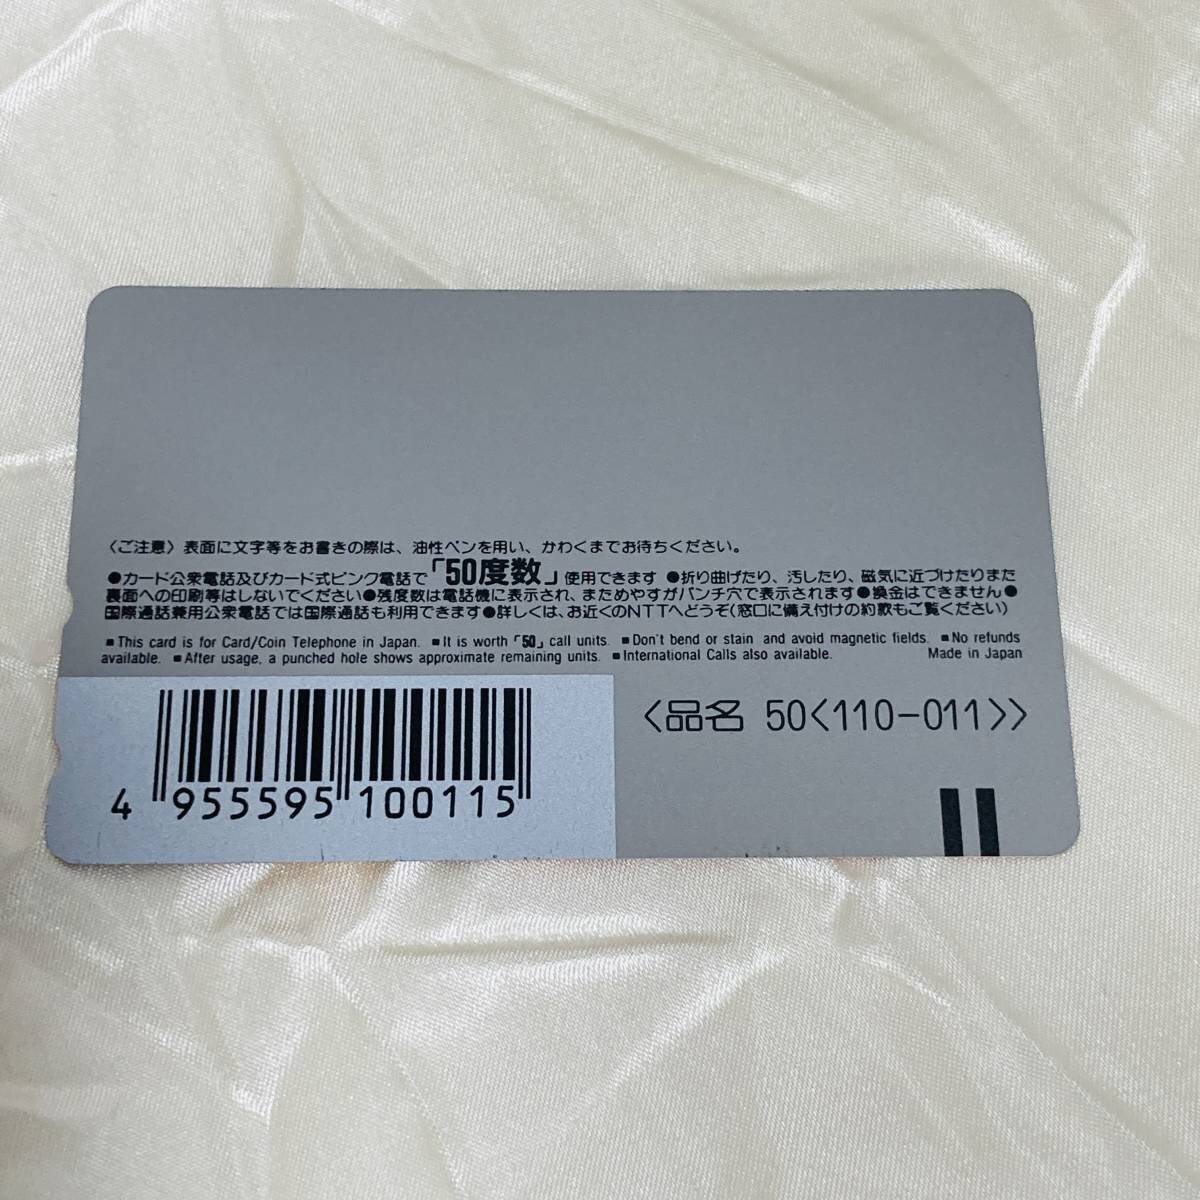 〈ご注意〉表面に文字等をお書きの際は、油性ペンを用い、かわくまでお待ちください。
●カード公衆電話及びカード式ピンク電話で「50度数」使用できます ●折り曲げたり、汚したり、磁気に近づけたりまた
裏面への印刷等はしないでください●残度数は電話機に表示され、まためやすがパンチ穴で表示されます●換金はできません●
国際通話兼用公衆電話では国際通話も利用できます●詳しくは、お近くのNTTへどうぞ(窓口に備え付けの約款もご覧ください)
■This card is for Card/Coin Telephone in Japan. ■It is worth「50」call units. ■Don't bend or stain and avoid magnetic fields. ■No refunds
available. ■After usage, a punched hole shows approximate remaining units. ■International Calls also available. Made in Japan
〈品名 50〈110-011〉〉
4 955595 100115